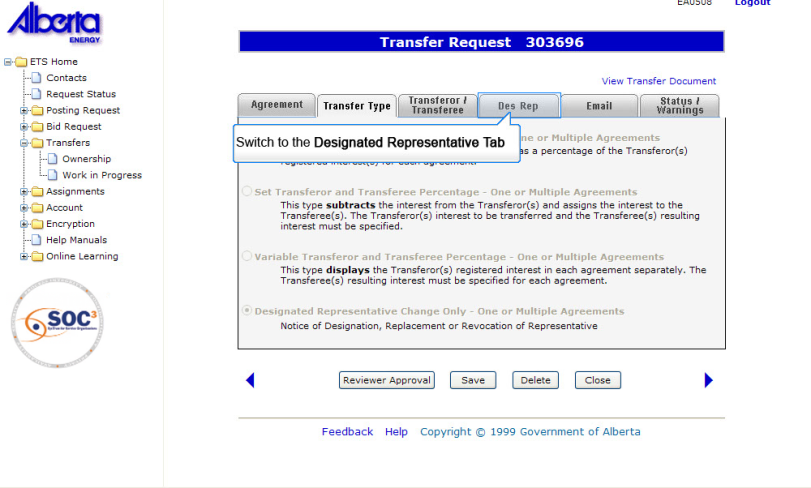 Alberta
ENERGY
EA0508 Logout
Transfer Request 303696
ETS Home
Contacts
Request Status
Posting Request
Bid Request
Transfers
Ownership
Work in Progress
Assignments
Account
Encryption
Help Manuals
Online Learning
SOC3
View Transfer Document
Agreement
Transfer Type
Transferor / Transferee
Des Rep
Email
Status / Warnings
Switch to the Designated Representative Tab
ne or Multiple Agreements
as a percentage of the Transferor(s)
registered interest(s) for each agreement.
Set Transferor and Transferee Percentage - One or Multiple Agreements
This type subtracts the interest from the Transferor(s) and assigns the interest to the
Transferee(s). The Transferor(s) interest to be transferred and the Transferee(s) resulting
interest must be specified.
Variable Transferor and Transferee Percentage - One or Multiple Agreements
This type displays the Transferor(s) registered interest in each agreement separately. The
Transferee(s) resulting interest must be specified for each agreement.
Designated Representative Change Only - One or Multiple Agreements
Notice of Designation, Replacement or Revocation of Representative
Reviewer Approval Save Delete Close
Feedback Help Copyright © 1999 Government of Alberta